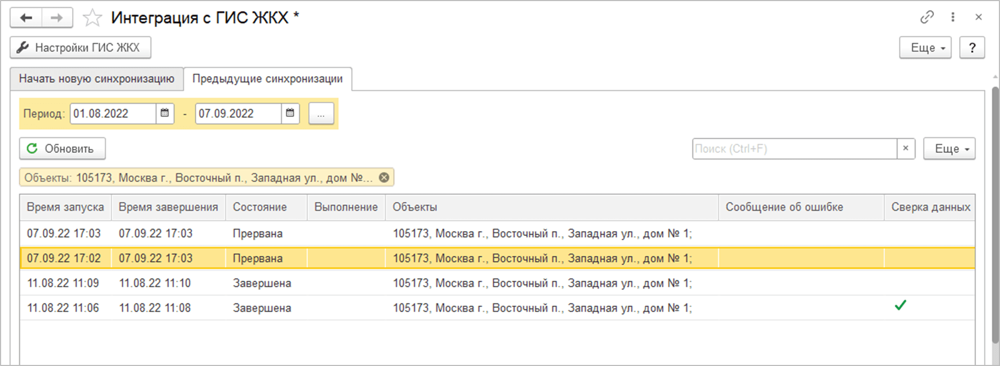 Интеграция с ГИС ЖКХ *
Настройки ГИС ЖКХ
Еще
?
Начать новую синхронизацию
Предыдущие синхронизации
Период: 01.08.2022 - 07.09.2022 ...
Обновить
Поиск (Ctrl+F) ×
Еще
Объекты: 105173, Москва г., Восточный п., Западная ул., дом №...
Время запуска Время завершения Состояние Выполнение Объекты Сообщение об ошибке Сверка данных
07.09.22 17:03 07.09.22 17:03 Прервана 105173, Москва г., Восточный п., Западная ул., дом № 1;
07.09.22 17:02 07.09.22 17:03 Прервана 105173, Москва г., Восточный п., Западная ул., дом № 1;
11.08.22 11:09 11.08.22 11:10 Завершена 105173, Москва г., Восточный п., Западная ул., дом № 1;
11.08.22 11:06 11.08.22 11:08 Завершена 105173, Москва г., Восточный п., Западная ул., дом № 1;